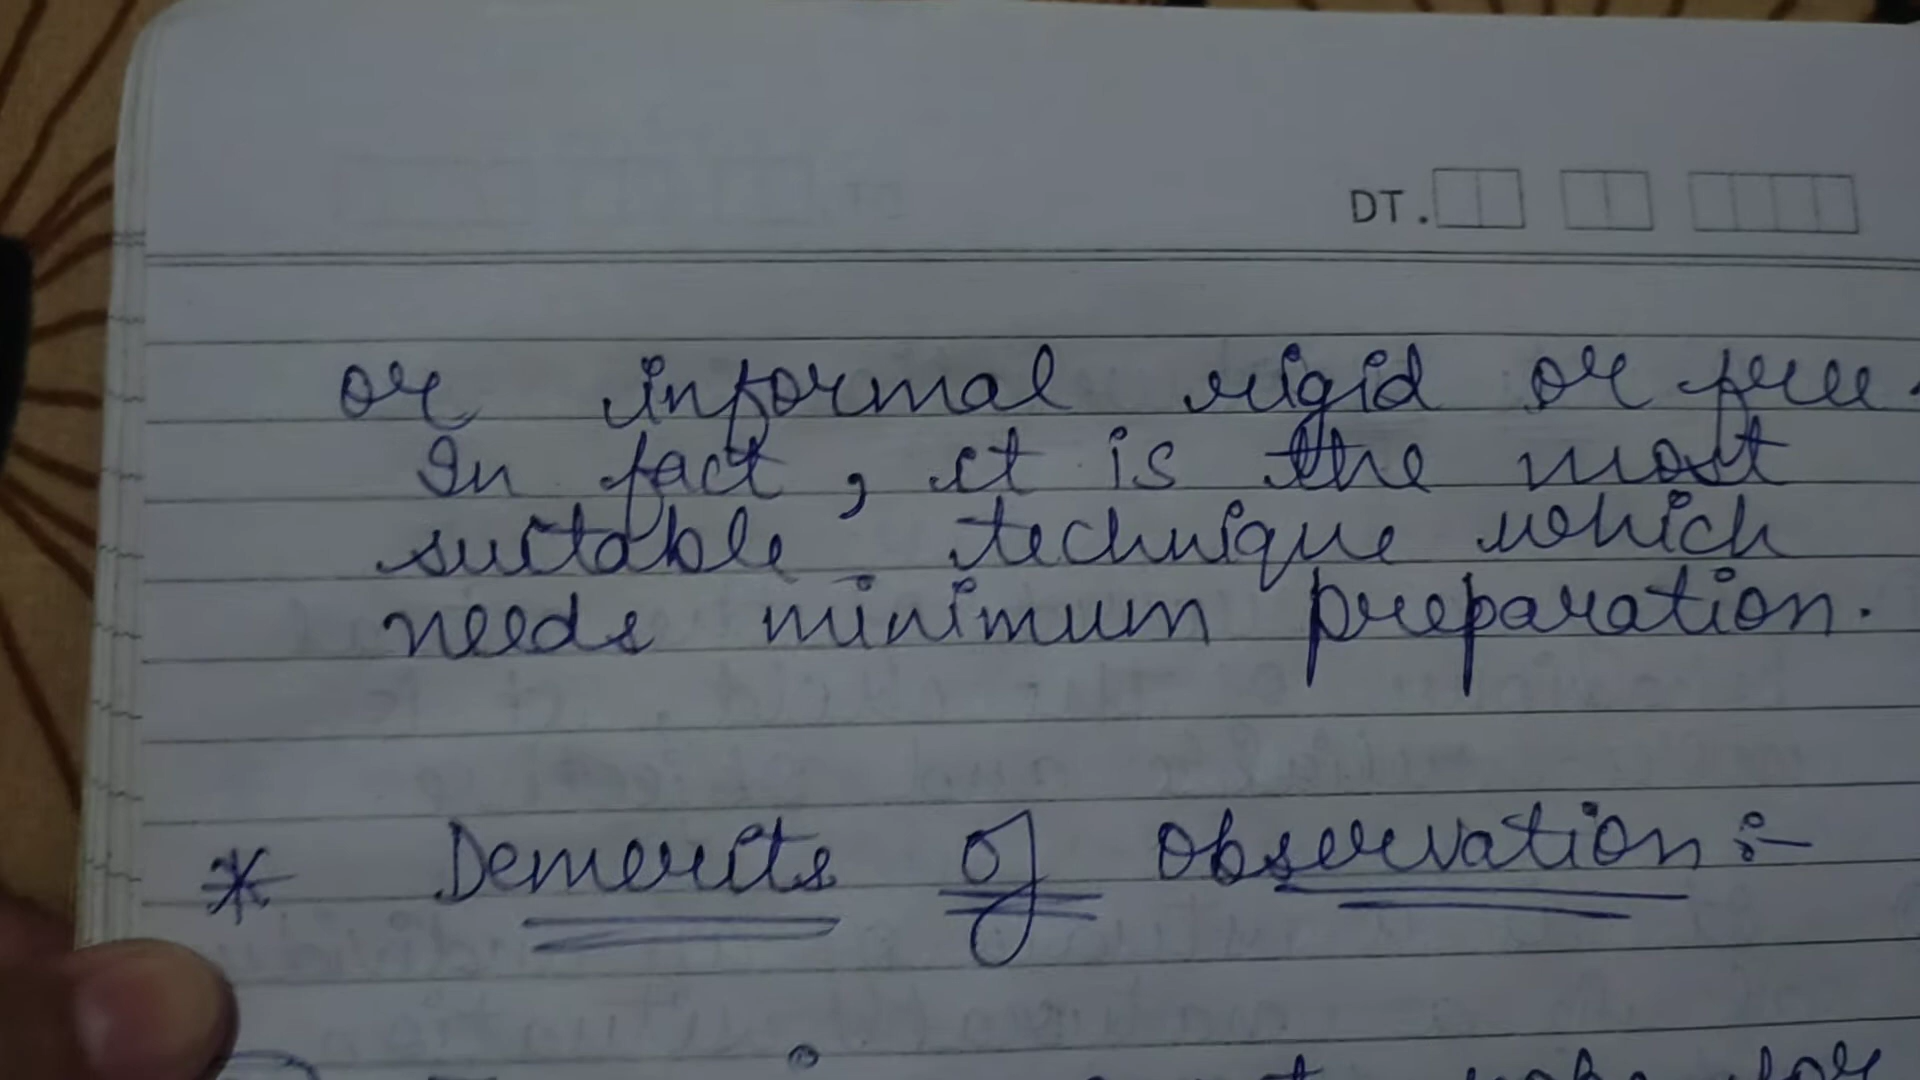 DT.
or informal rigid or free.
In fact, it is the most
suitable technique which
needs minimum preparation.
* Demerits of Observation :-